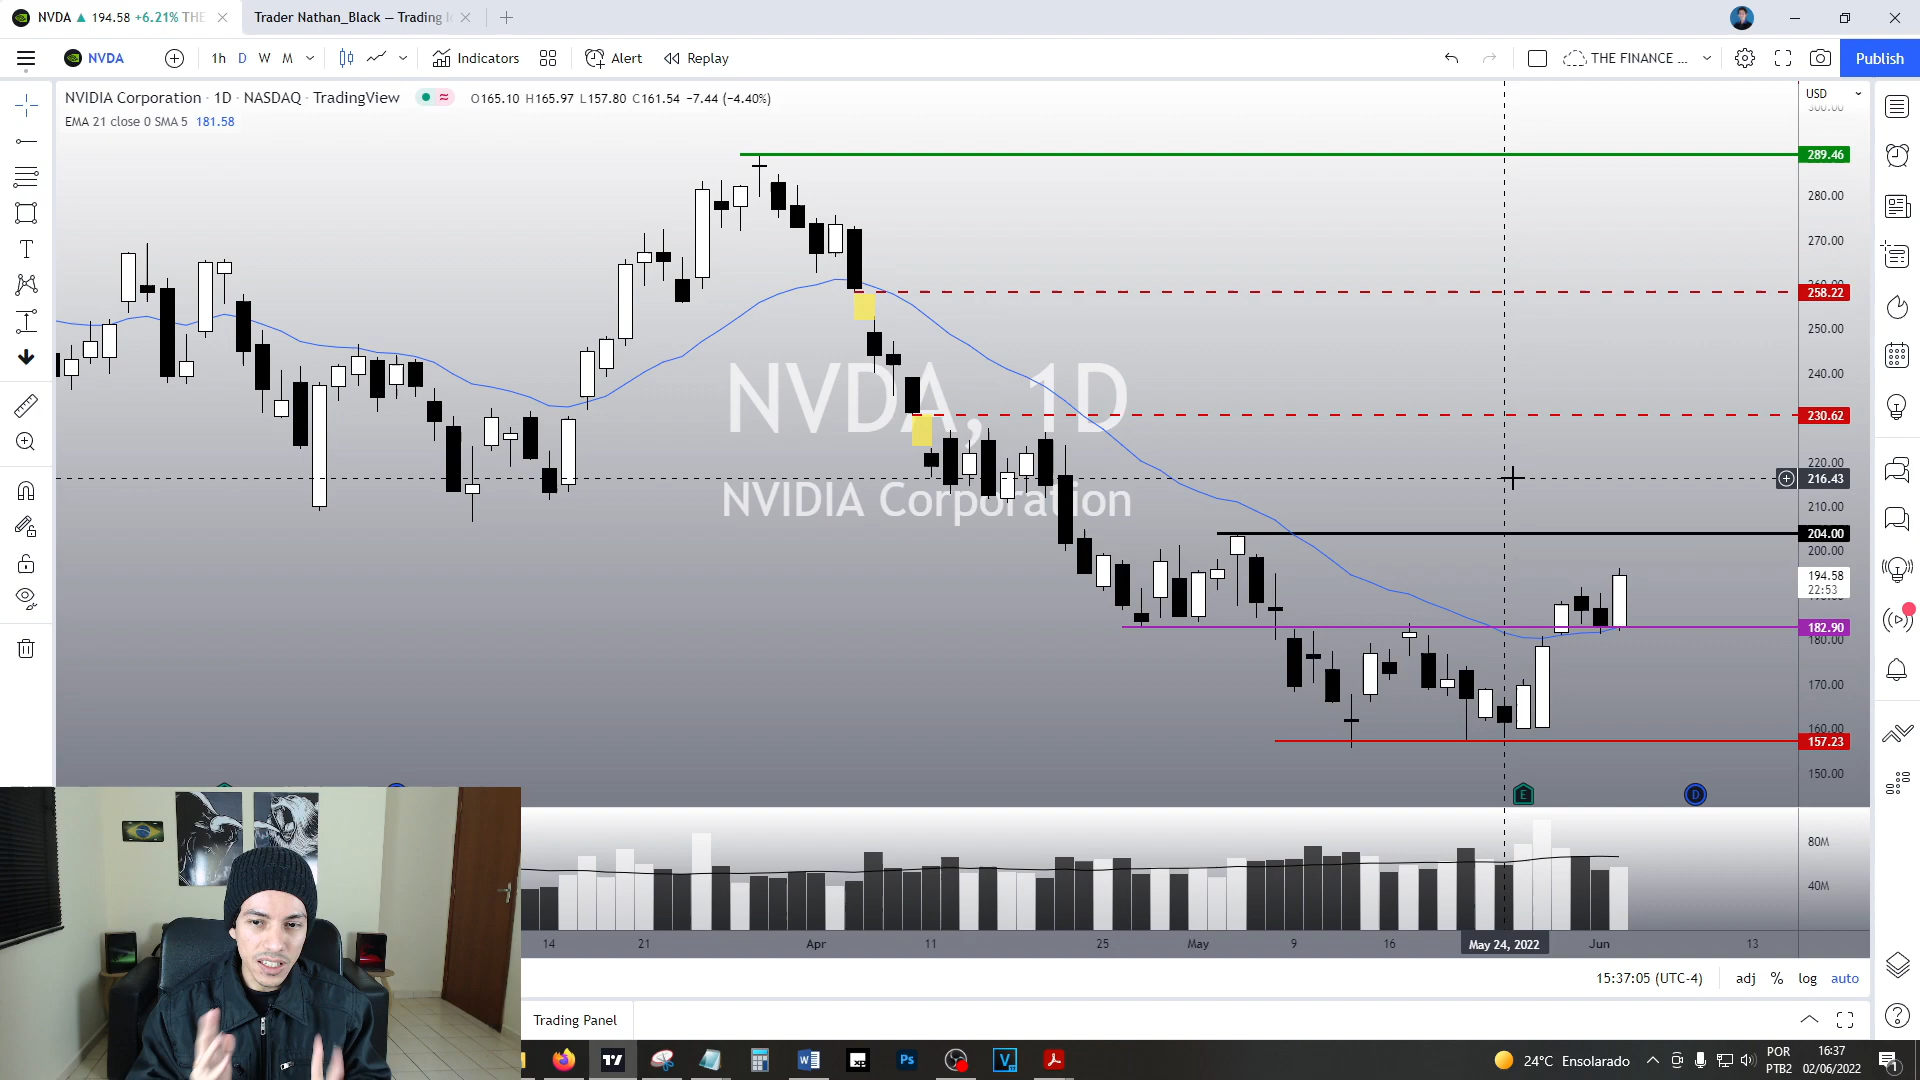 NVDA ▲ 194.58 +6.21% THE
Trader Nathan_Black — Trading I
NVDA
1h D W M
Indicators
Alert
Replay
THE FINANCE ...
Publish
NVIDIA Corporation · 1D · NASDAQ · TradingView
O165.10 H165.97 L157.80 C161.54 −7.44 (−4.40%)
EMA 21 close 0 SMA 5 181.58
USD
300.00
289.46
280.00
270.00
260.00
258.22
250.00
240.00
230.62
220.00
216.43
210.00
204.00
200.00
194.58
22:53
190.00
182.90
180.00
170.00
160.00
157.23
150.00
NVDA, 1D
NVIDIA Corporation
E
D
80M
40M
14 21 Apr 11 25 May 9 16 May 24, 2022 Jun 13
15:37:05 (UTC-4)
adj % log auto
Trading Panel
24°C Ensolarado
POR
PTB2
16:37
02/06/2022